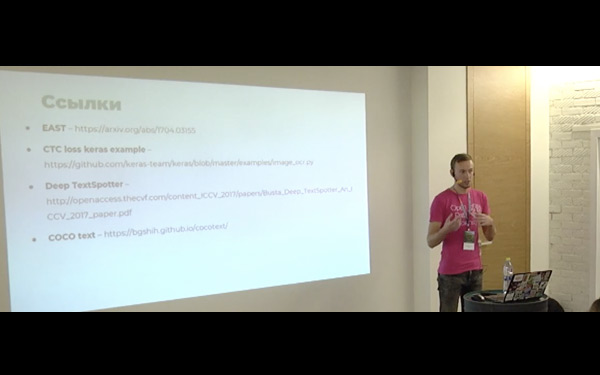 Ссылки
EAST – https://arxiv.org/abs/1704.03155
CTC loss keras example –
https://github.com/keras-team/keras/blob/master/examples/image_ocr.py
Deep TextSpotter –
http://openaccess.thecvf.com/content_ICCV_2017/papers/Busta_Deep_TextSpotter_An_I
CCV_2017_paper.pdf
COCO text – https://bgshih.github.io/cocotext/